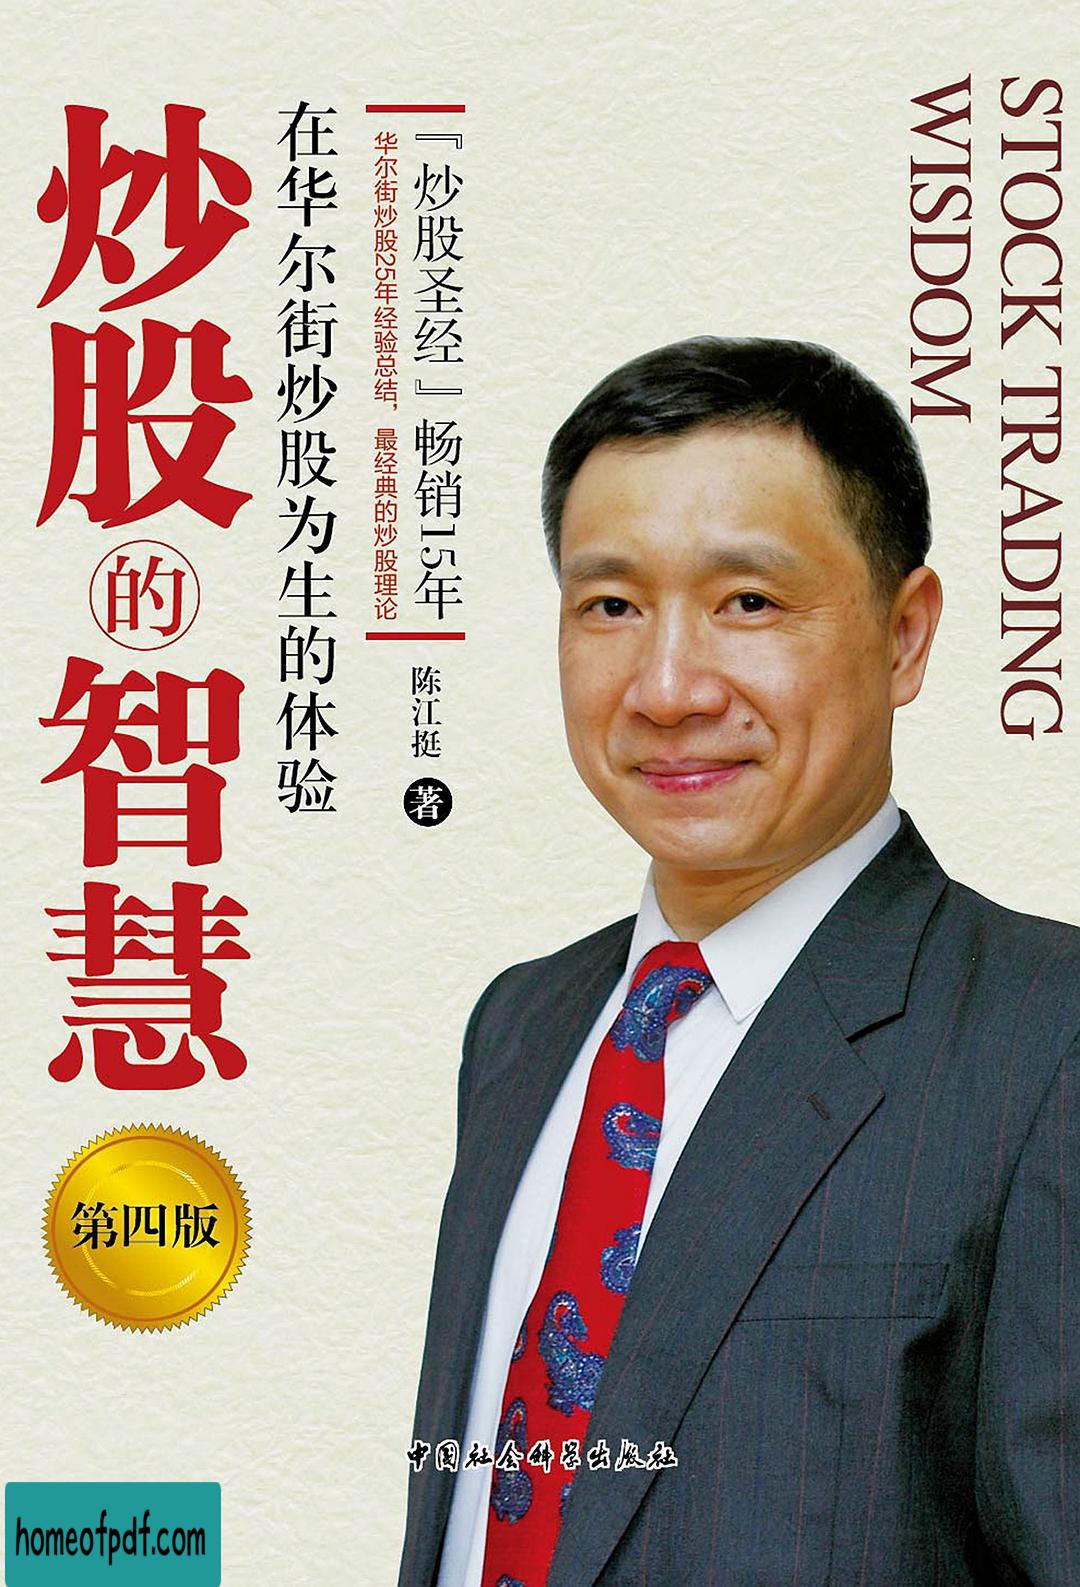 炒股的智慧
在华尔街炒股为生的体验
『炒股圣经』畅销15年
华尔街炒股25年经验总结，最经典的炒股理论
陈江挺 著
STOCK TRADING
WISDOM
第四版
中国社会科学出版社
homeofpdf.com